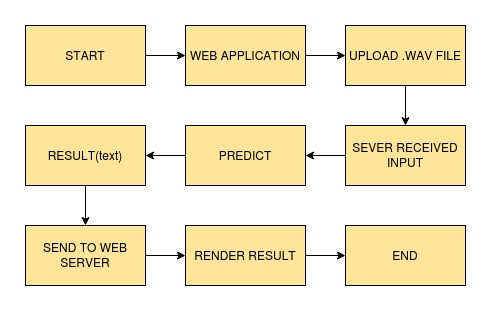 START
WEB APPLICATION
UPLOAD .WAV FILE
SEVER RECEIVED
INPUT
PREDICT
RESULT(text)
SEND TO WEB
SERVER
RENDER RESULT
END